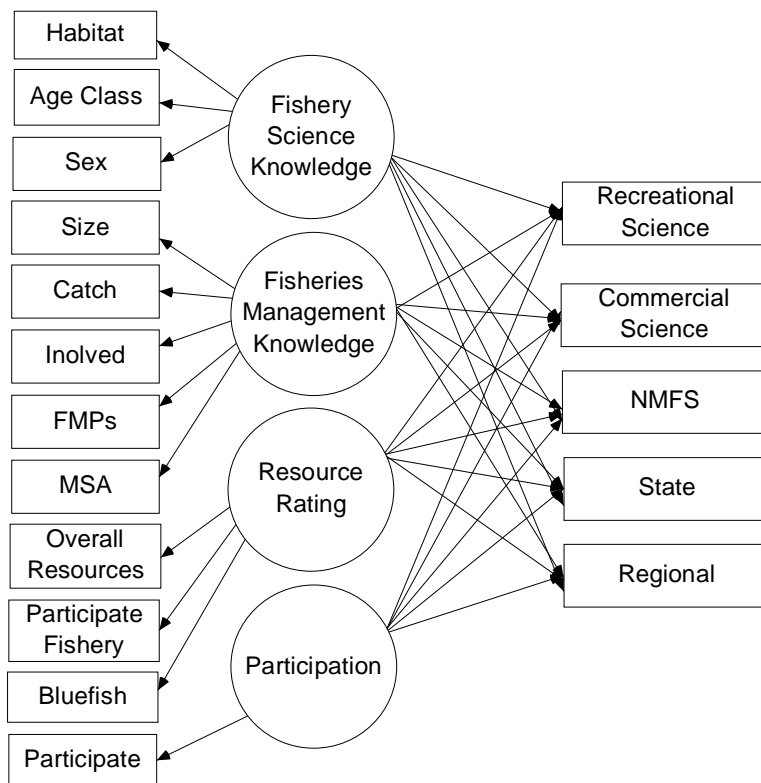 Habitat
Age Class
Sex
Size
Catch
Inolved
FMPs
MSA
Overall
Resources
Participate
Fishery
Bluefish
Participate
Fishery
Science
Knowledge
Fisheries
Management
Knowledge
Resource
Rating
Participation
Recreational
Science
Commercial
Science
NMFS
State
Regional